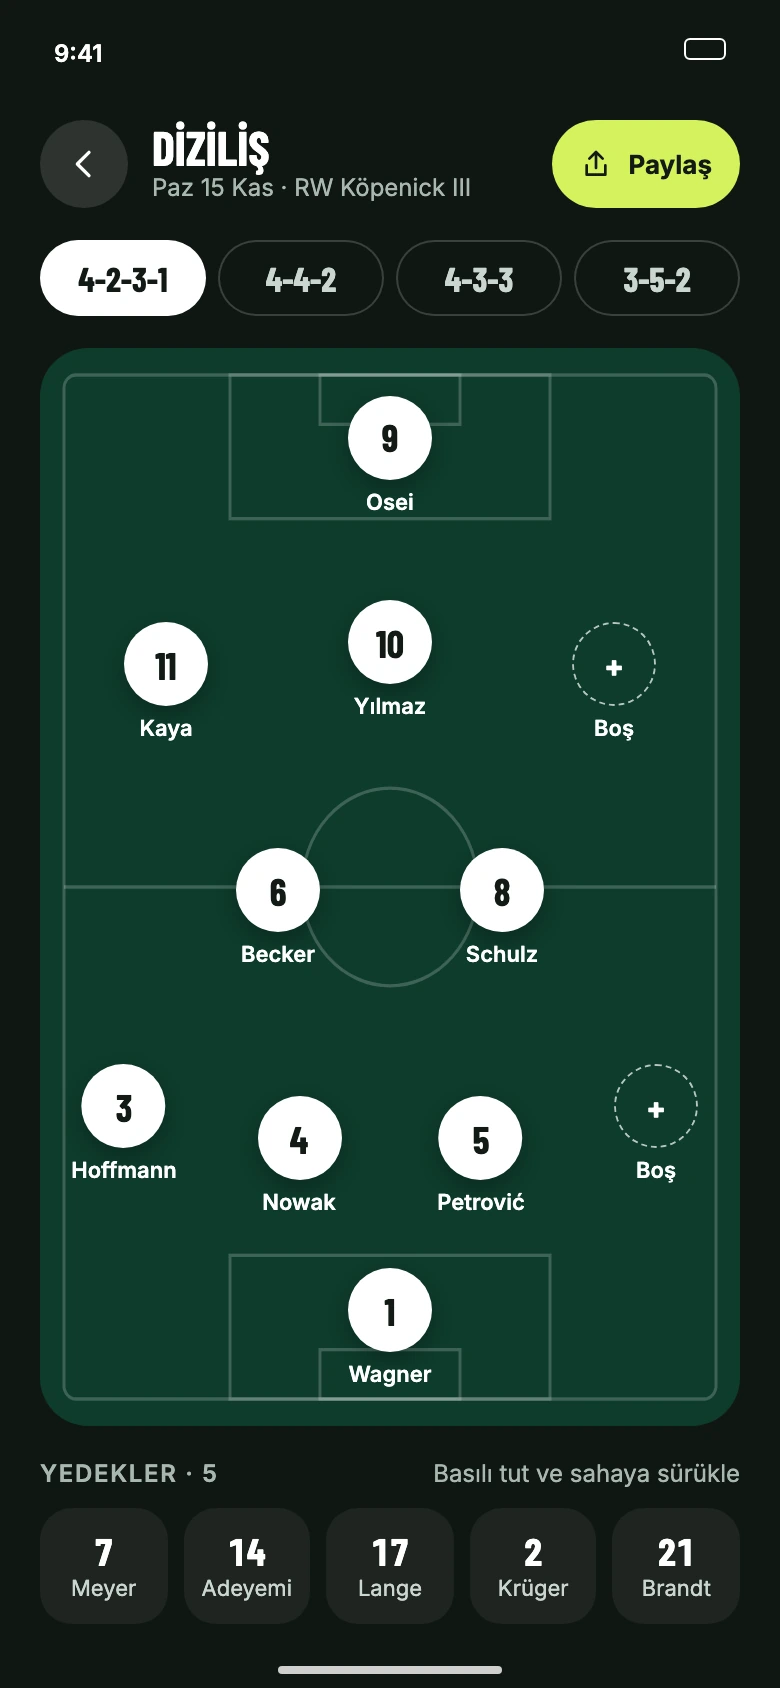 9:41
DİZİLİŞ
Paz 15 Kas · RW Köpenick III
Paylaş
4-2-3-1
4-4-2
4-3-3
3-5-2
9
Osei
11
Kaya
10
Yılmaz
+
Boş
6
Becker
8
Schulz
3
Hoffmann
4
Nowak
5
Petrović
+
Boş
1
Wagner
YEDEKLER · 5
Basılı tut ve sahaya sürükle
7
Meyer
14
Adeyemi
17
Lange
2
Krüger
21
Brandt